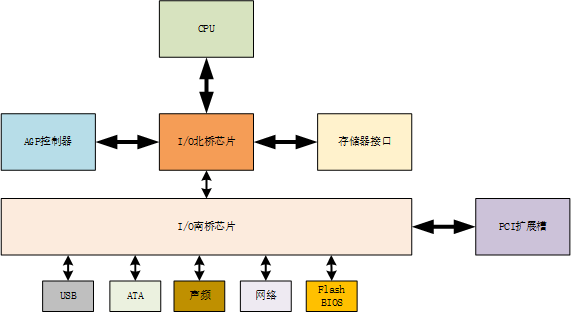 CPU
AGP控制器
I/O北桥芯片
存储器接口
I/O南桥芯片
PCI扩展槽
USB
ATA
声频
网络
Flash
BIOS